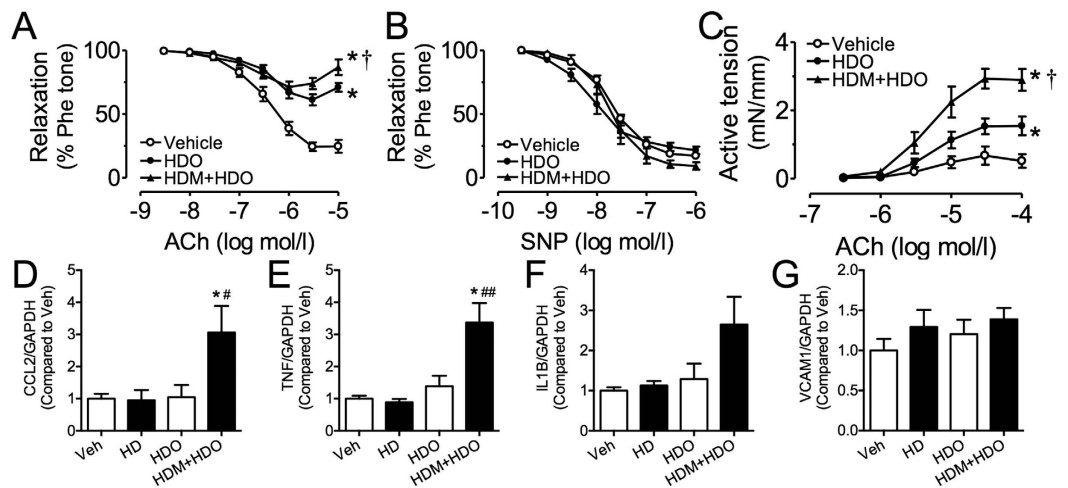 A
Relaxation
(% Phe tone)
100
50
0
Vehicle
HDO
HDM+HDO
*†
*
-9 -8 -7 -6 -5
ACh (log mol/l)
B
Relaxation
(% Phe tone)
100
50
0
Vehicle
HDO
HDM+HDO
-10 -9 -8 -7 -6
SNP (log mol/l)
C
Active tension
(mN/mm)
4
2
0
Vehicle
HDO
HDM+HDO
* †
*
-7 -6 -5 -4
ACh (log mol/l)
D
CCL2/GAPDH
(Compared to Veh)
5
4
3
2
1
0
* #
Veh HD HDO HDM+HDO
E
TNF/GAPDH
(Compared to Veh)
5
4
3
2
1
0
* ##
Veh HD HDO HDM+HDO
F
IL1B/GAPDH
(Compared to Veh)
4
3
2
1
0
Veh HD HDO HDM+HDO
G
VCAM1/GAPDH
(Compared to Veh)
2.0
1.5
1.0
0.5
0.0
Veh HD HDO HDM+HDO